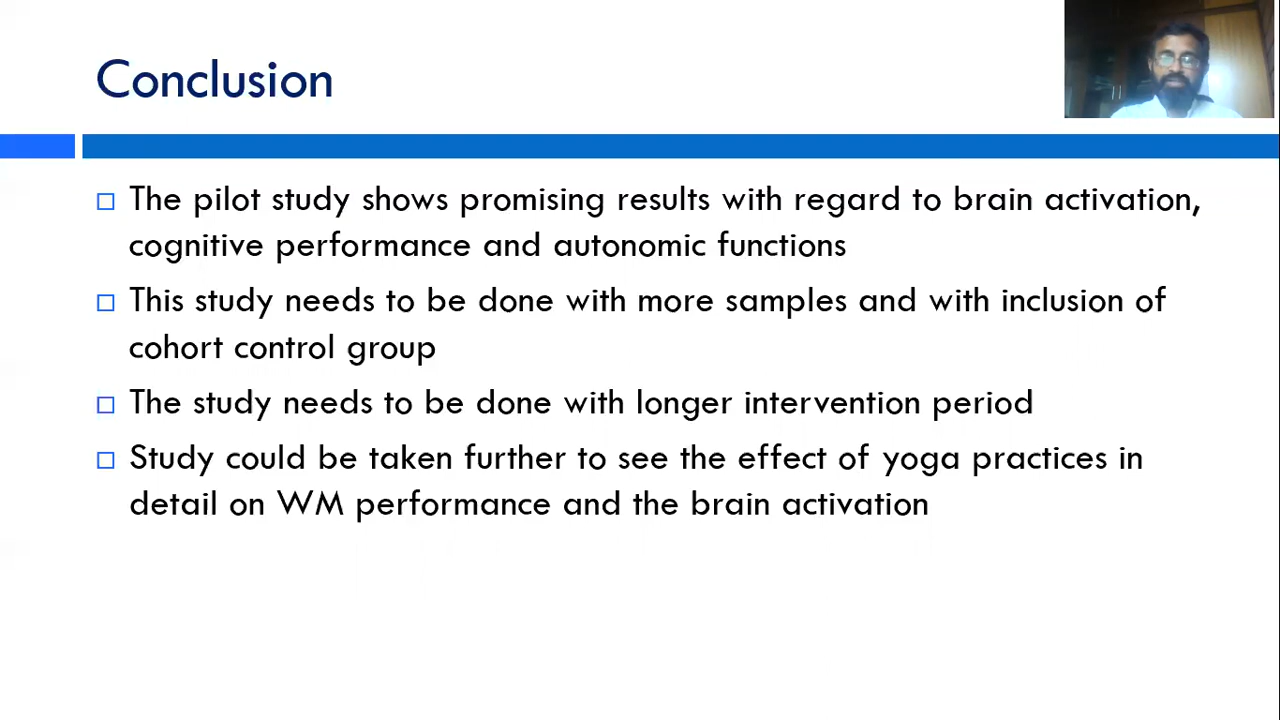 Conclusion
The pilot study shows promising results with regard to brain activation,
cognitive performance and autonomic functions
This study needs to be done with more samples and with inclusion of
cohort control group
The study needs to be done with longer intervention period
Study could be taken further to see the effect of yoga practices in
detail on WM performance and the brain activation